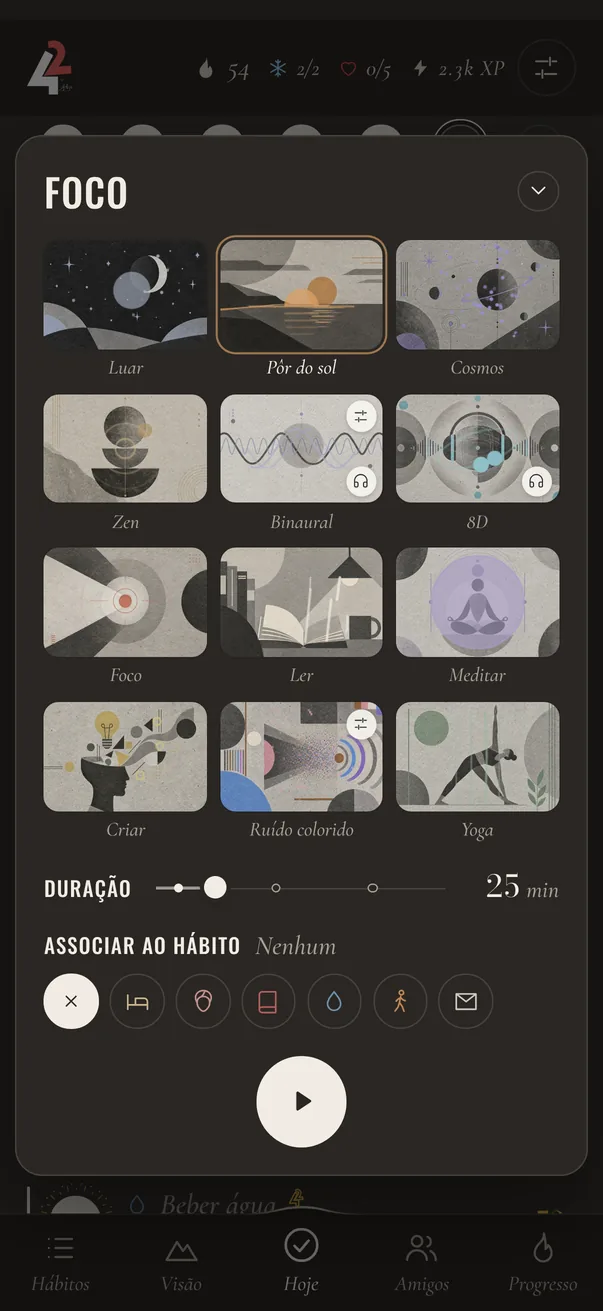 42
54 2/2 0/5 2.3k XP
FOCO
Luar Pôr do sol Cosmos
Zen Binaural 8D
Foco Ler Meditar
Criar Ruído colorido Yoga
DURAÇÃO 25 min
ASSOCIAR AO HÁBITO Nenhum
Beber água
Hábitos Visão Hoje Amigos Progresso